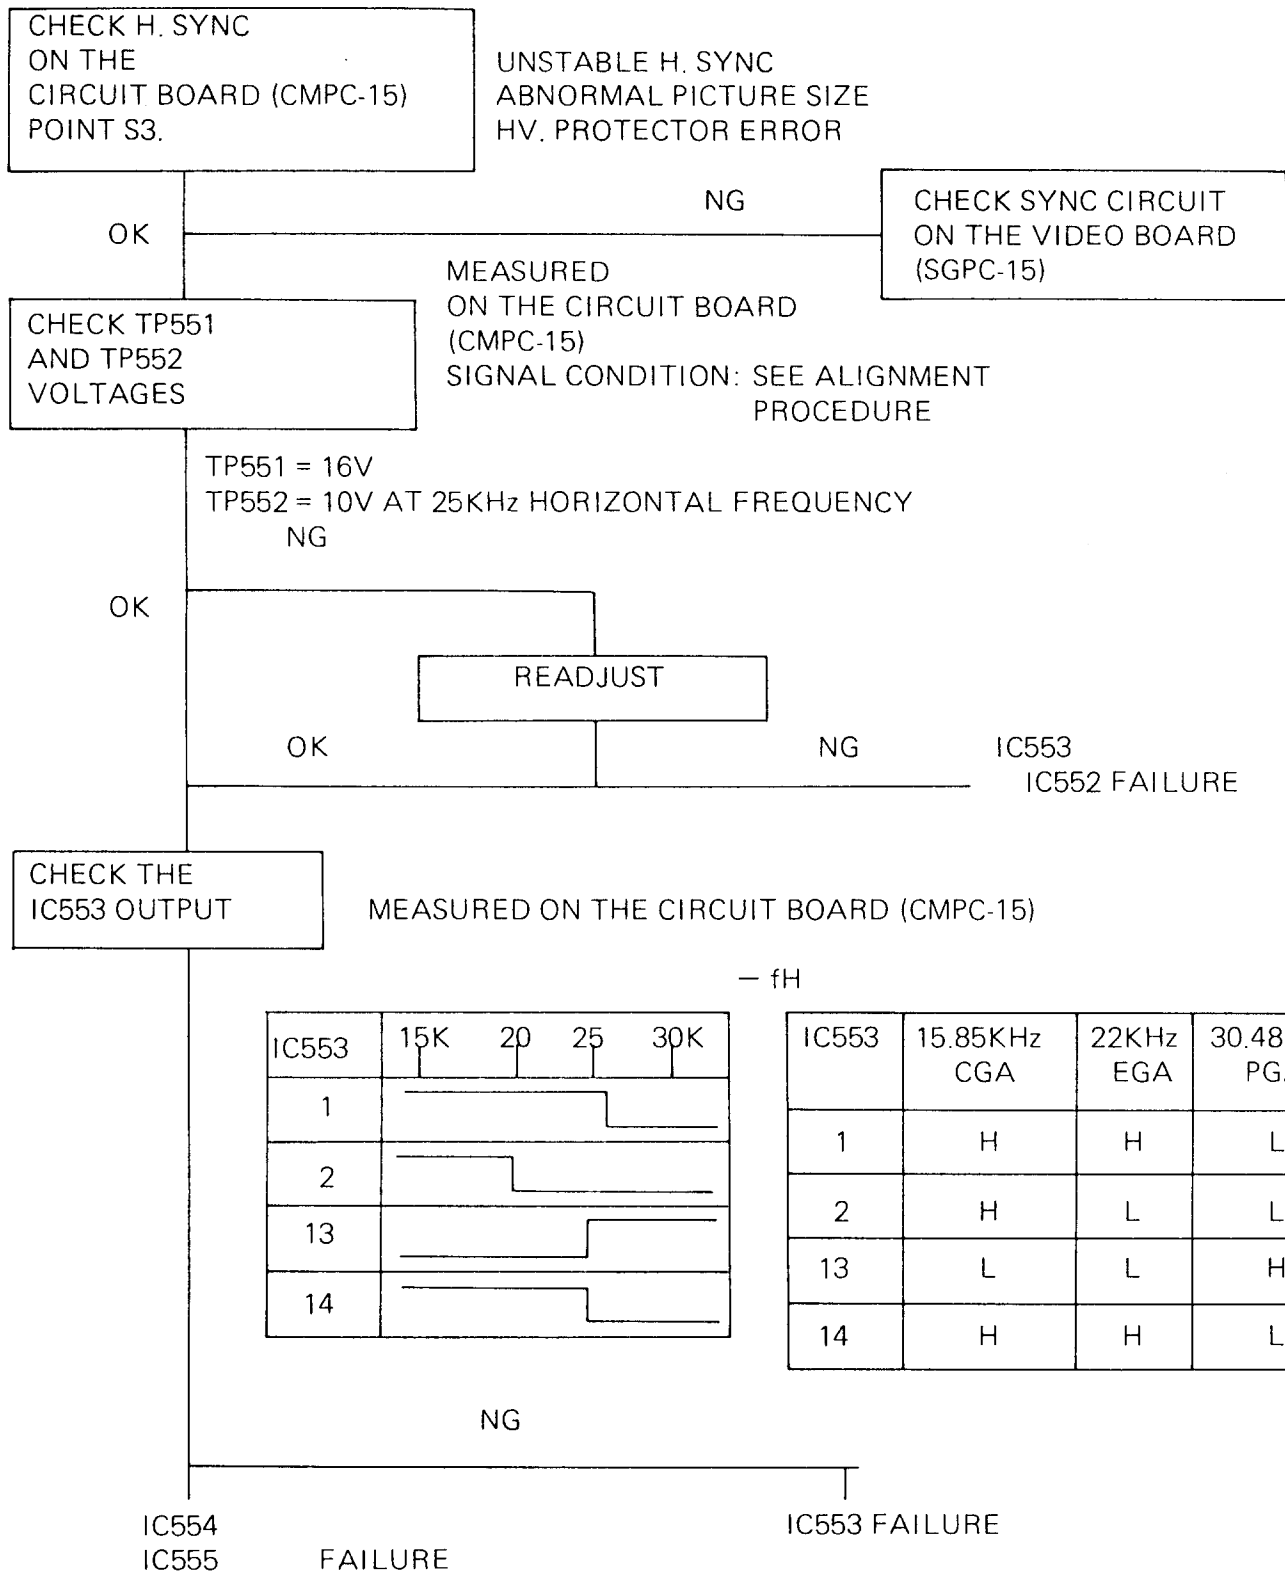 CHECK H. SYNC
ON THE
CIRCUIT BOARD (CMPC-15)
POINT S3.
UNSTABLE H. SYNC
ABNORMAL PICTURE SIZE
HV. PROTECTOR ERROR
NG
OK
CHECK SYNC CIRCUIT
ON THE VIDEO BOARD
(SGPC-15)
MEASURED
ON THE CIRCUIT BOARD
(CMPC-15)
SIGNAL CONDITION: SEE ALIGNMENT
PROCEDURE
CHECK TP551
AND TP552
VOLTAGES
TP551 = 16V
TP552 = 10V AT 25KHz HORIZONTAL FREQUENCY
NG
OK
READJUST
OK
NG
IC553
IC552 FAILURE
CHECK THE
IC553 OUTPUT
MEASURED ON THE CIRCUIT BOARD (CMPC-15)
— fH
IC553 15K 20 25 30K
1
2
13
14
IC553 15.85KHz 22KHz 30.48
CGA EGA PG
1 H H L
2 H L L
13 L L H
14 H H L
NG
IC554
IC555 FAILURE
IC553 FAILURE